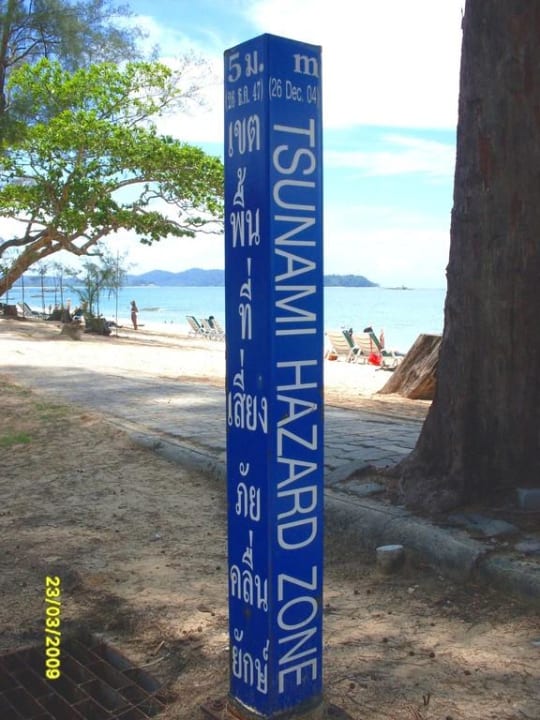 5 ม.
(26 ธ.ค. 47)
เขต
พื้น
ที่
เสี่ยง
ภัย
คลื่น
ยักษ์
m
(26 Dec. 04)
TSUNAMI HAZARD ZONE
23/03/2009